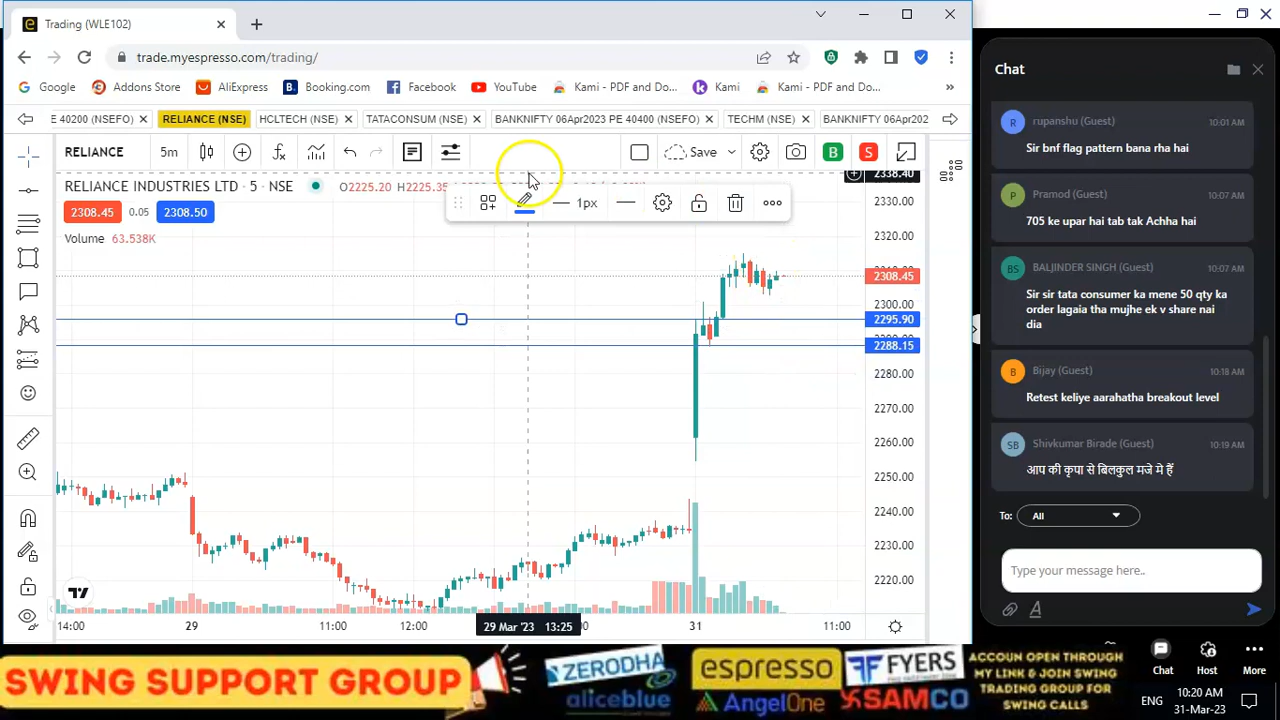 Trading (WLE102)
trade.myespresso.com/trading/
Google Addons Store AliExpress Booking.com Facebook YouTube Kami - PDF and Do... Kami Kami - PDF and Do...
E 40200 (NSEFO) RELIANCE (NSE) HCLTECH (NSE) TATACONSUM (NSE) BANKNIFTY 06Apr2023 PE 40400 (NSEFO) TECHM (NSE) BANKNIFTY 06Apr202
RELIANCE 5m Save B S
RELIANCE INDUSTRIES LTD · 5 · NSE O2225.20 H2225.35
2308.45 0.05 2308.50
1px
Volume 63.538K
2338.40
2330.00
2320.00
2308.45
2300.00
2295.90
2288.15
2280.00
2270.00
2260.00
2250.00
2240.00
2230.00
2220.00
14:00 29 11:00 12:00 29 Mar '23 13:25 31 11:00
Chat
R rupanshu (Guest) 10:01 AM
Sir bnf flag pattern bana rha hai
P Pramod (Guest) 10:07 AM
705 ke upar hai tab tak Achha hai
BS BALJINDER SINGH (Guest) 10:07 AM
Sir sir tata consumer ka mene 50 qty ka
order lagaia tha mujhe ek v share nai
dia
B Bijay (Guest) 10:18 AM
Retest keliye aarahatha breakout level
SB Shivkumar Birade (Guest) 10:19 AM
आप की कृपा से बिलकुल मजे मे हें
To: All
Type your message here..
A
Chat Host More
SWING SUPPORT GROUP
ZERODHA
aliceblue
espresso
AngelOne
FYERS
SAMCO
ACCOUN OPEN THROUGH
MY LINK & JOIN SWING
TRADING GROUP FOR
SWING CALLS
ENG
10:20 AM
31-Mar-23